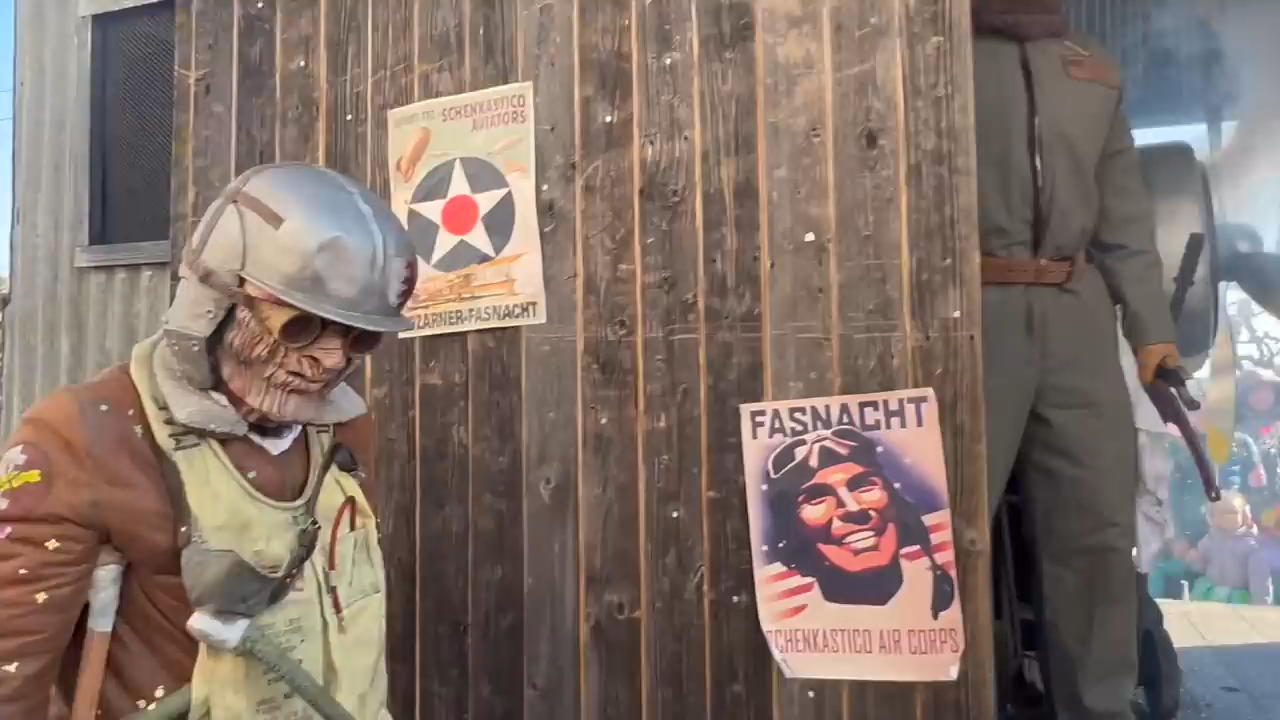 SCHENKASTICO
AVIATORS
ZARNER-FASNACHT
FASNACHT
SCHENKASTICO AIR CORPS